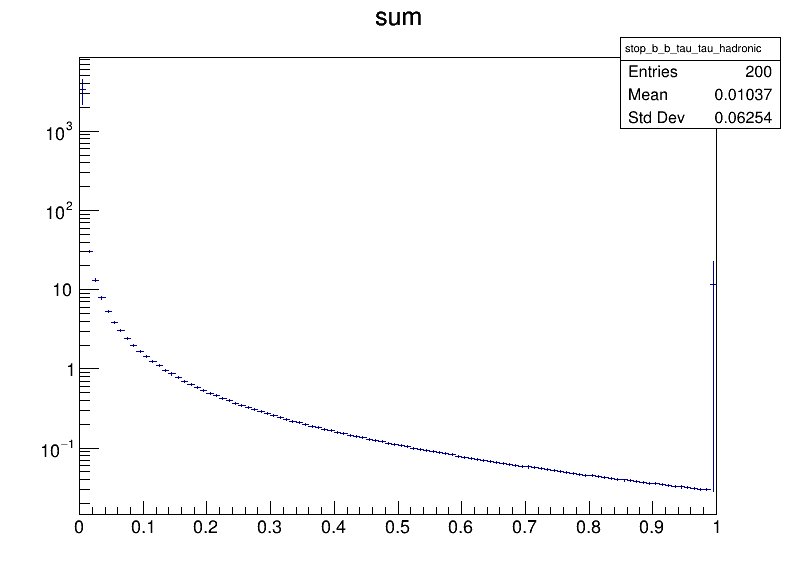 sum
stop_b_b_tau_tau_hadronic
Entries 200
Mean 0.01037
Std Dev 0.06254
10³
10²
10
1
10⁻¹
0 0.1 0.2 0.3 0.4 0.5 0.6 0.7 0.8 0.9 1